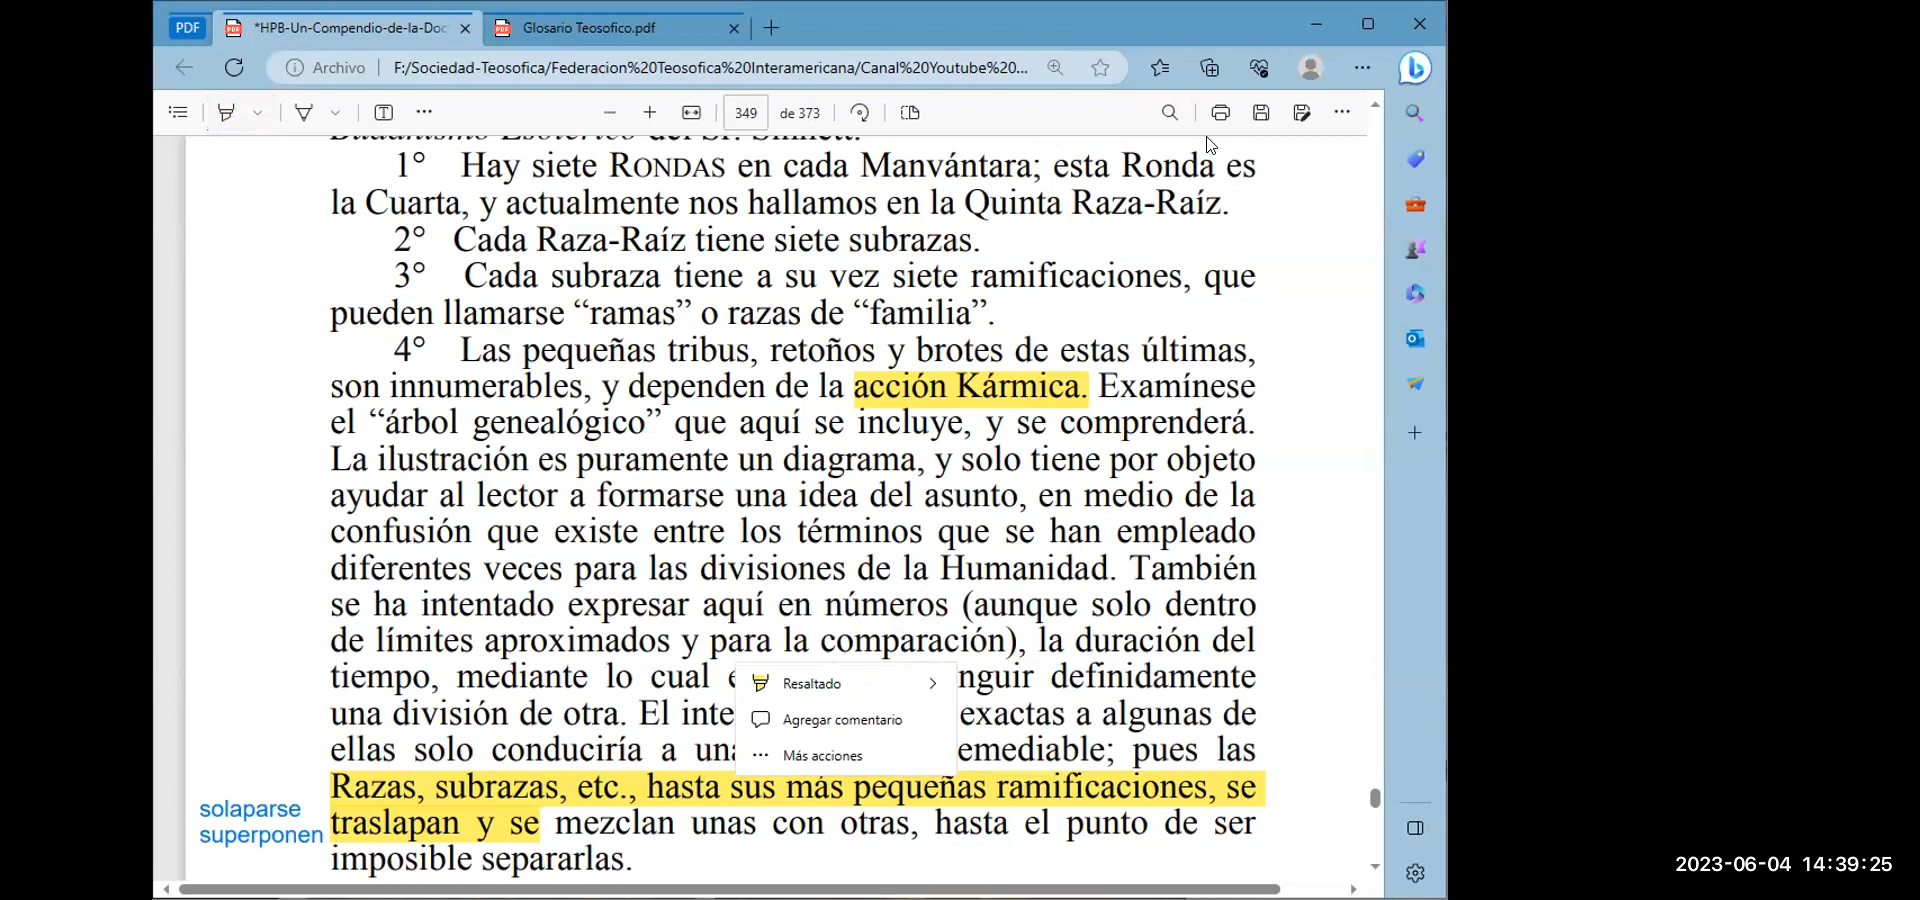 PDF
*HPB-Un-Compendio-de-la-Doc
Glosario Teosofico.pdf
Archivo
F:/Sociedad-Teosofica/Federacion%20Teosofica%20Interamericana/Canal%20Youtube%20...
349 de 373
Buddhismo Esotérico del Sr. Sinnett.
1° Hay siete RONDAS en cada Manvántara; esta Ronda es
la Cuarta, y actualmente nos hallamos en la Quinta Raza-Raíz.
2° Cada Raza-Raíz tiene siete subrazas.
3° Cada subraza tiene a su vez siete ramificaciones, que
pueden llamarse “ramas” o razas de “familia”.
4° Las pequeñas tribus, retoños y brotes de estas últimas,
son innumerables, y dependen de la acción Kármica. Examínese
el “árbol genealógico” que aquí se incluye, y se comprenderá.
La ilustración es puramente un diagrama, y solo tiene por objeto
ayudar al lector a formarse una idea del asunto, en medio de la
confusión que existe entre los términos que se han empleado
diferentes veces para las divisiones de la Humanidad. También
se ha intentado expresar aquí en números (aunque solo dentro
de límites aproximados y para la comparación), la duración del
tiempo, mediante lo cual e nguir definidamente
una división de otra. El inte exactas a algunas de
ellas solo conduciría a una emediable; pues las
Razas, subrazas, etc., hasta sus más pequeñas ramificaciones, se
traslapan y se mezclan unas con otras, hasta el punto de ser
imposible separarlas.
Resaltado
Agregar comentario
Más acciones
solaparse
superponen
2023-06-04 14:39:25